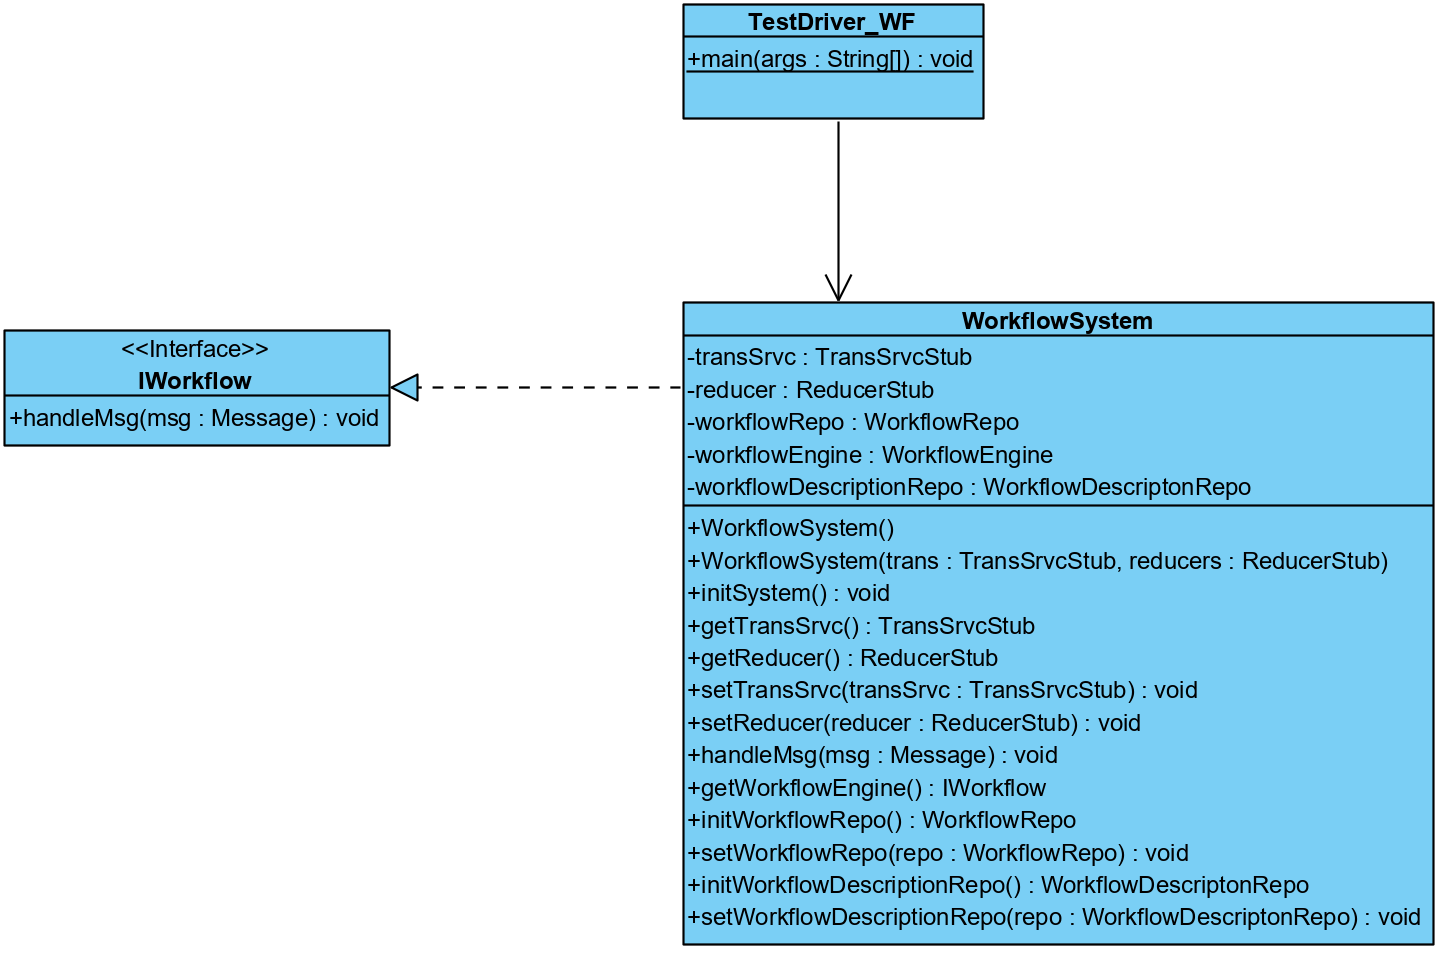 TestDriver_WF
+main(args : String[]) : void
<<Interface>>
IWorkflow
+handleMsg(msg : Message) : void
WorkflowSystem
-transSrvc : TransSrvcStub
-reducer : ReducerStub
-workflowRepo : WorkflowRepo
-workflowEngine : WorkflowEngine
-workflowDescriptionRepo : WorkflowDescriptonRepo
+WorkflowSystem()
+WorkflowSystem(trans : TransSrvcStub, reducers : ReducerStub)
+initSystem() : void
+getTransSrvc() : TransSrvcStub
+getReducer() : ReducerStub
+setTransSrvc(transSrvc : TransSrvcStub) : void
+setReducer(reducer : ReducerStub) : void
+handleMsg(msg : Message) : void
+getWorkflowEngine() : IWorkflow
+initWorkflowRepo() : WorkflowRepo
+setWorkflowRepo(repo : WorkflowRepo) : void
+initWorkflowDescriptionRepo() : WorkflowDescriptonRepo
+setWorkflowDescriptionRepo(repo : WorkflowDescriptonRepo) : void